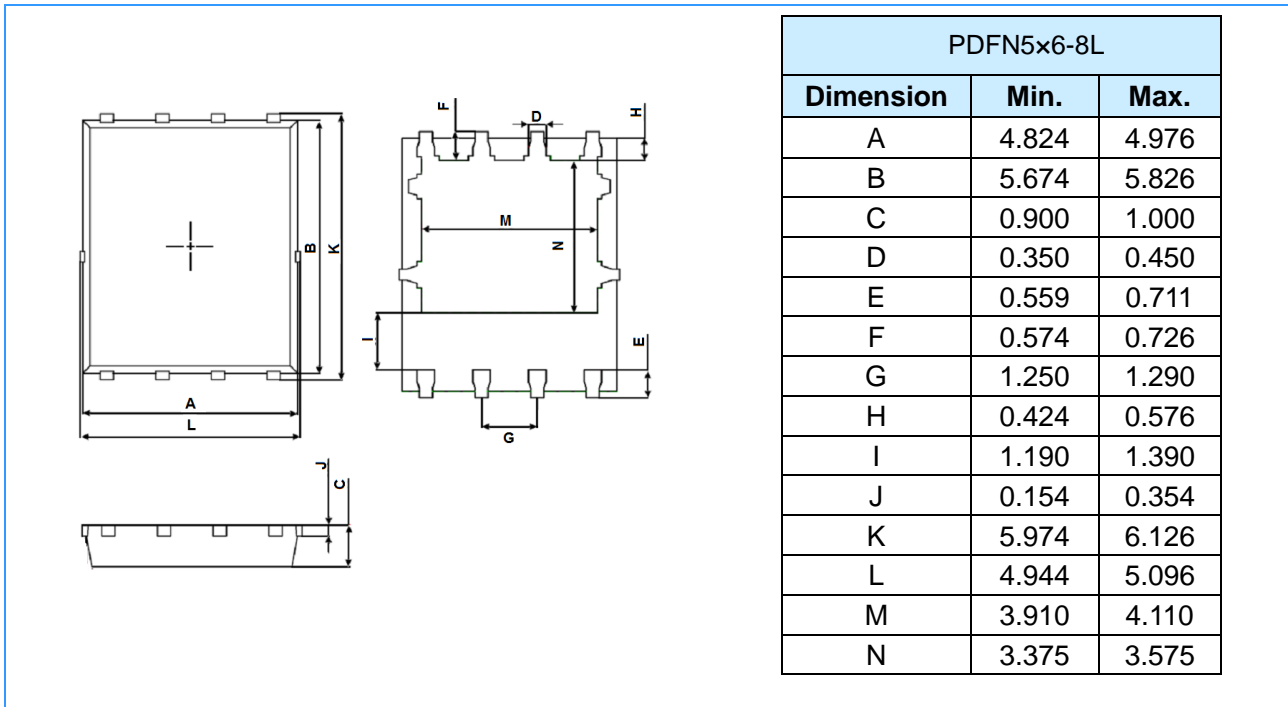 F
D
H
B
K
M
N
I
E
A
L
G
J
C
PDFN5×6-8L
Dimension Min. Max.
A 4.824 4.976
B 5.674 5.826
C 0.900 1.000
D 0.350 0.450
E 0.559 0.711
F 0.574 0.726
G 1.250 1.290
H 0.424 0.576
I 1.190 1.390
J 0.154 0.354
K 5.974 6.126
L 4.944 5.096
M 3.910 4.110
N 3.375 3.575